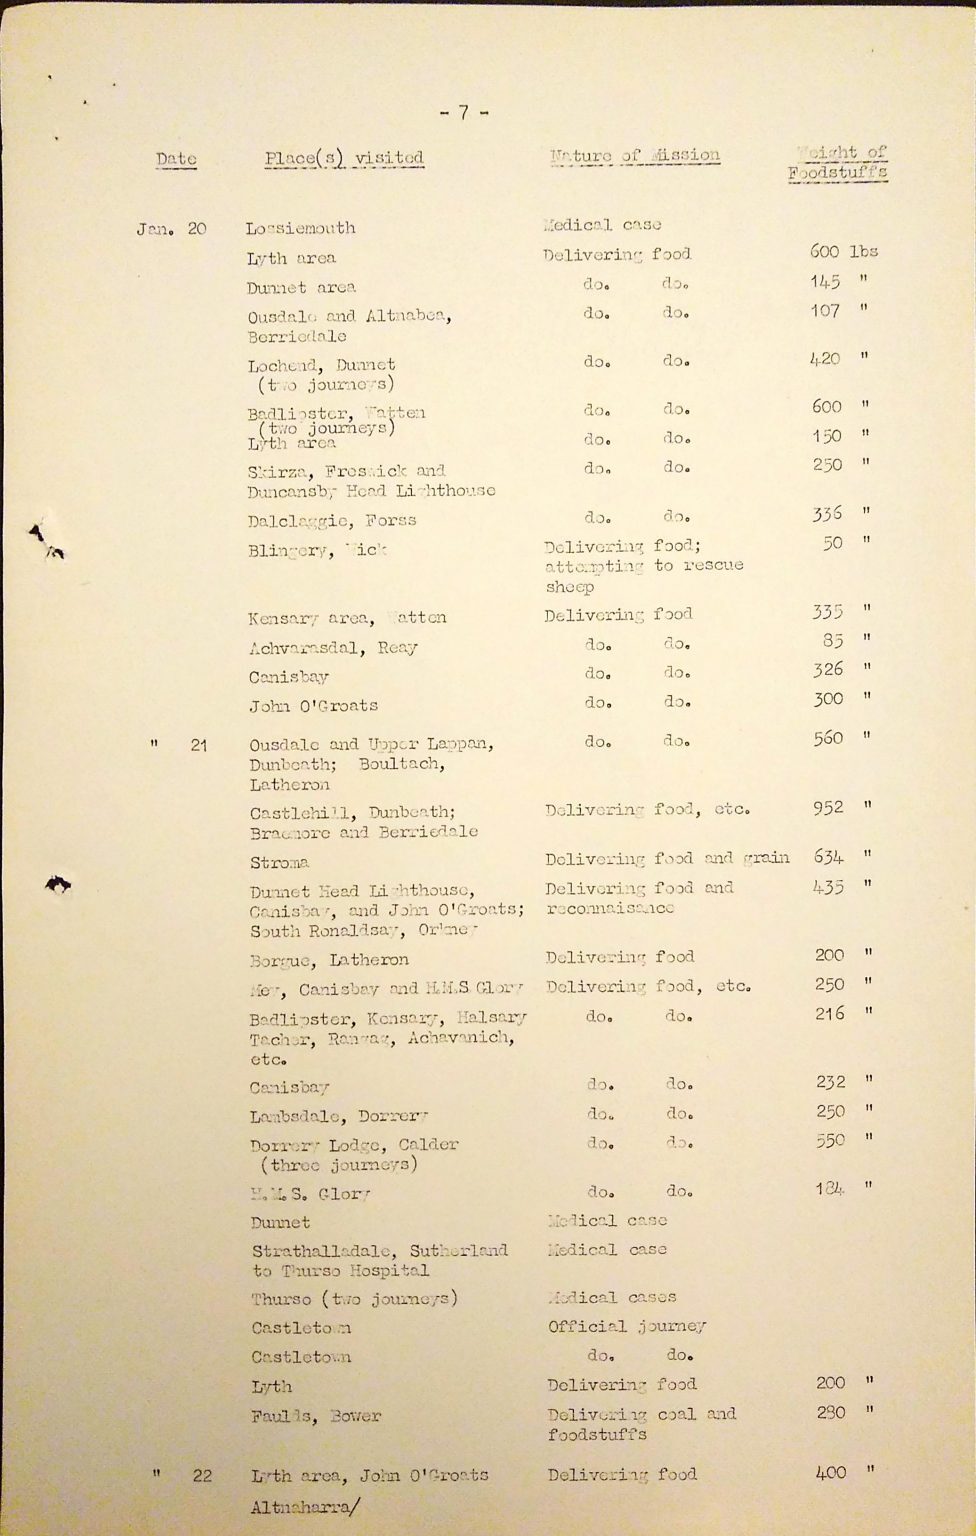 - 7 -
Date Place(s) visited Nature of Mission Weight of
Foodstuffs
Jan. 20 Lossiemouth Medical case
Lyth area Delivering food 600 lbs
Dunnet area do. do. 145 "
Ousdale and Altnabea, do. do. 107 "
Berriedale
Lochend, Dunnet do. do. 420 "
(two journeys)
Badlipster, Watten do. do. 600 "
(two journeys)
Lyth area do. do. 150 "
Skirza, Freswick and do. do. 250 "
Duncansby Head Lighthouse
Dalclaggie, Forss do. do. 336 "
Blingery, Wick Delivering food; 50 "
attempting to rescue
sheep
Kensary area, Watten Delivering food 335 "
Achvarasdal, Reay do. do. 85 "
Canisbay do. do. 326 "
John O'Groats do. do. 300 "
" 21 Ousdale and Upper Lappan, do. do. 560 "
Dunbeath; Boultach,
Latheron
Castlehill, Dunbeath; Delivering food, etc. 952 "
Braemore and Berriedale
Stroma Delivering food and grain 634 "
Dunnet Head Lighthouse, Delivering food and 435 "
Canisbay, and John O'Groats; reconnaisance
South Ronaldsay, Orkney
Borgue, Latheron Delivering food 200 "
Mey, Canisbay and H.M.S Glory Delivering food, etc. 250 "
Badlipster, Kensary, Halsary do. do. 216 "
Tacher, Rangag, Achavanich,
etc.
Canisbay do. do. 232 "
Lambsdale, Dorrery do. do. 250 "
Dorrery Lodge, Calder do. do. 550 "
(three journeys)
H.M.S. Glory do. do. 184 "
Dunnet Medical case
Strathalladale, Sutherland Medical case
to Thurso Hospital
Thurso (two journeys) Medical cases
Castletown Official journey
Castletown do. do.
Lyth Delivering food 200 "
Faulds, Bower Delivering coal and 280 "
foodstuffs
" 22 Lyth area, John O'Groats Delivering food 400 "
Altnaharra/